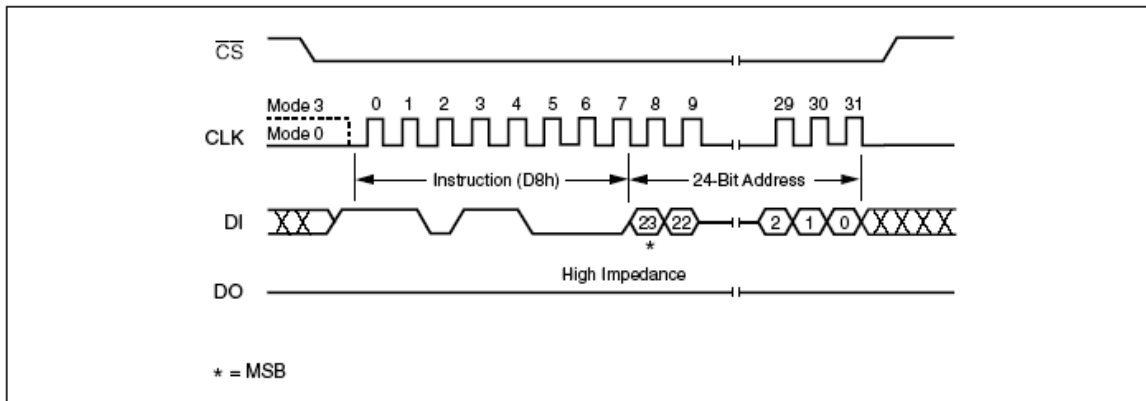 CS
Mode 3
0 1 2 3 4 5 6 7 8 9 29 30 31
CLK
Mode 0
Instruction (D8h)
24-Bit Address
DI
23 22 2 1 0
*
High Impedance
DO
* = MSB